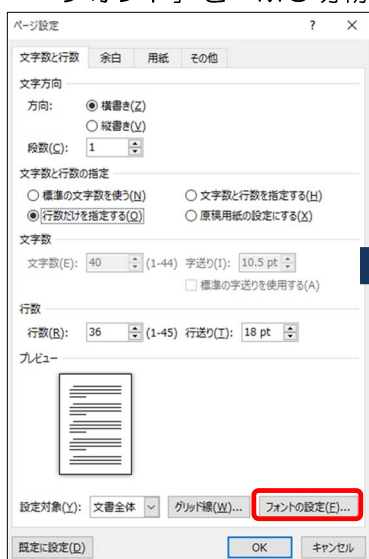 ページ設定 ? ×
文字数と行数 余白 用紙 その他
文字方向
方向: 横書き(Z)
縦書き(V)
段数(C): 1
文字数と行数の指定
標準の文字数を使う(N) 文字数と行数を指定する(H)
行数だけを指定する(O) 原稿用紙の設定にする(X)
文字数
文字数(E): 40 (1-44) 字送り(I): 10.5 pt
標準の字送りを使用する(A)
行数
行数(R): 36 (1-45) 行送り(T): 18 pt
プレビュー
設定対象(Y): 文書全体 グリッド線(W)... フォントの設定(F)...
既定に設定(D) OK キャンセル